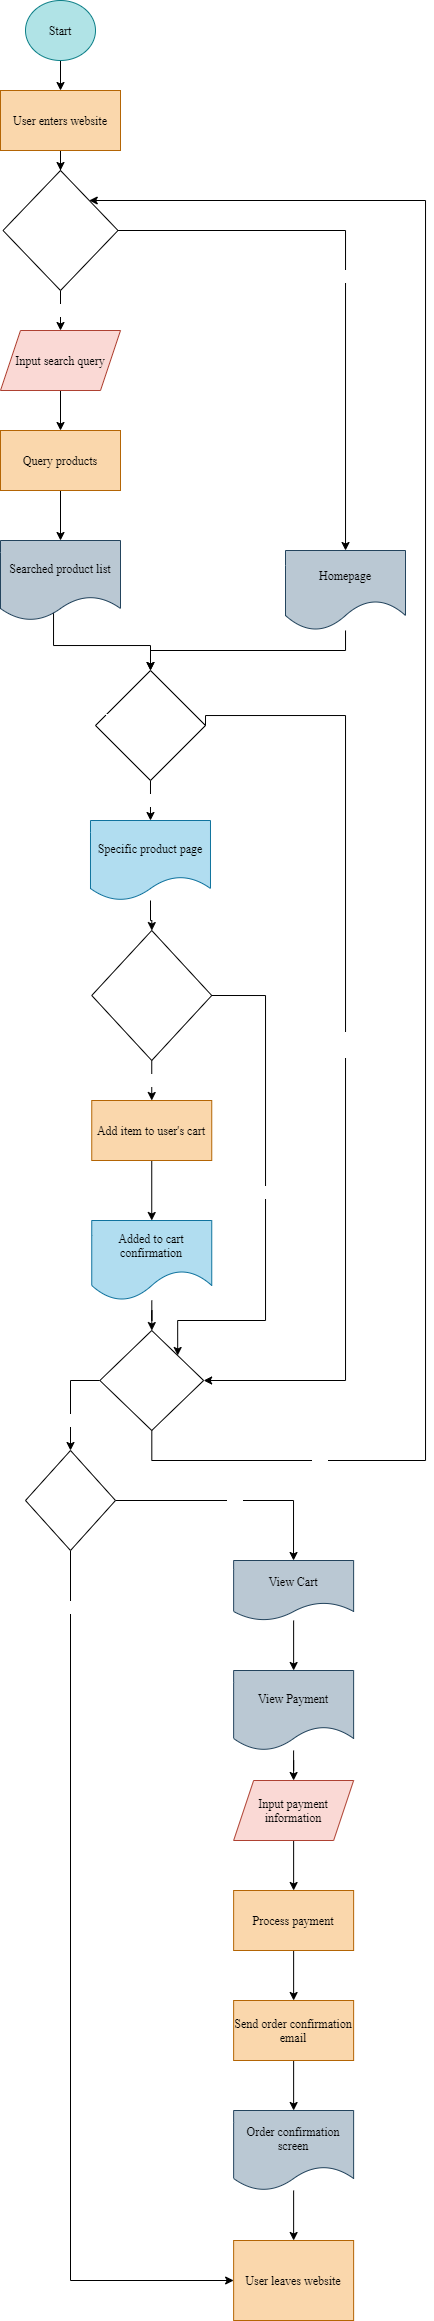 Start
User enters website
Input search query
Query products
Searched product list
Homepage
Specific product page
Add item to user's cart
Added to cart
confirmation
View Cart
View Payment
Input payment
information
Process payment
Send order confirmation
email
Order confirmation
screen
User leaves website